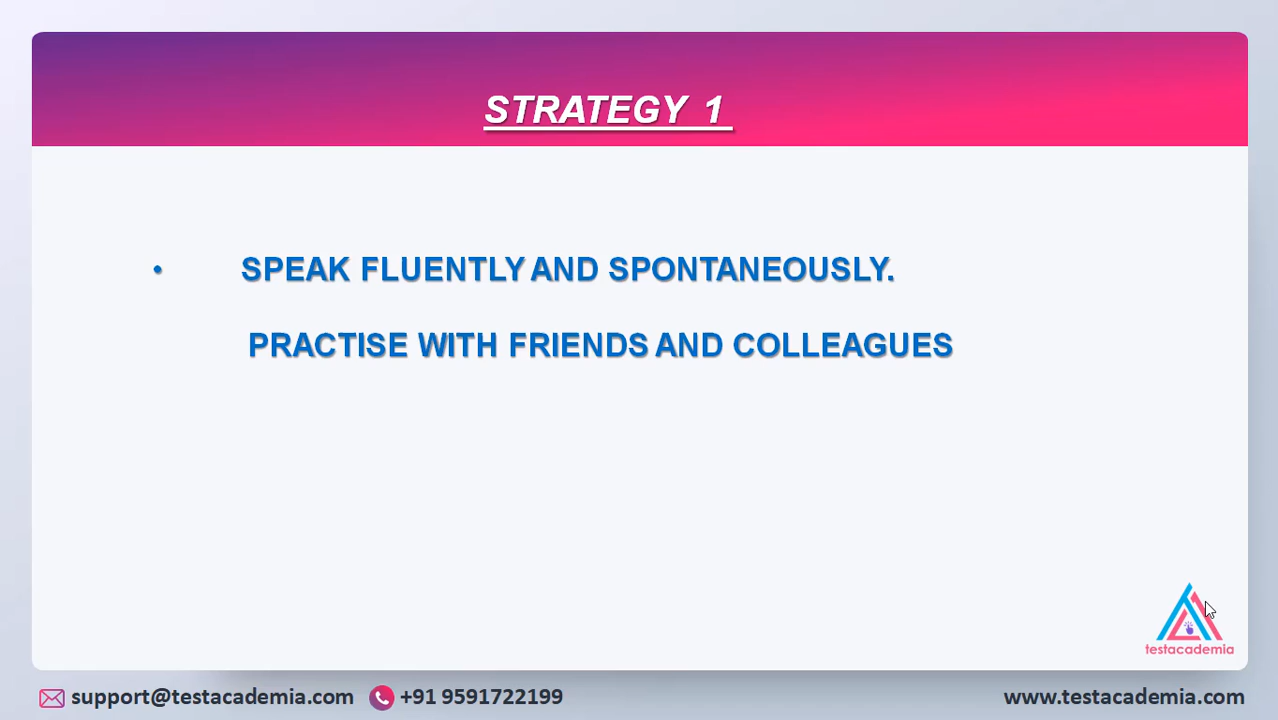 STRATEGY 1
• SPEAK FLUENTLY AND SPONTANEOUSLY.
PRACTISE WITH FRIENDS AND COLLEAGUES
testacademia
support@testacademia.com +91 9591722199 www.testacademia.com